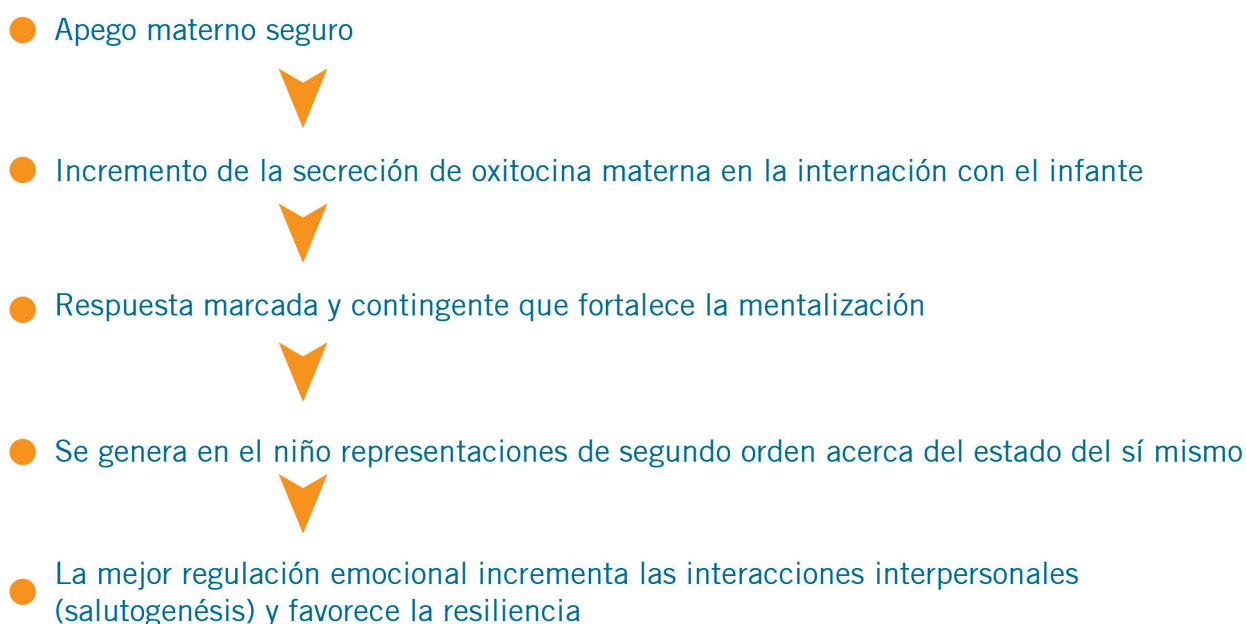 Apego materno seguro
Incremento de la secreción de oxitocina materna en la internación con el infante
Respuesta marcada y contingente que fortalece la mentalización
Se genera en el niño representaciones de segundo orden acerca del estado del sí mismo
La mejor regulación emocional incrementa las interacciones interpersonales
(salutogenésis) y favorece la resiliencia